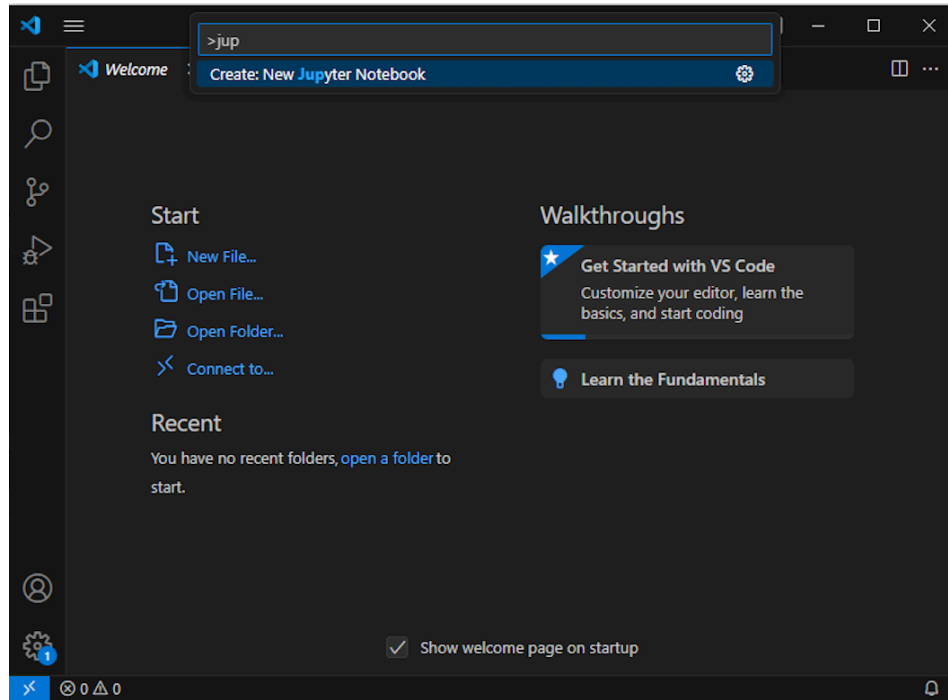 >jup
Create: New Jupyter Notebook
Welcome
Start
New File...
Open File...
Open Folder...
Connect to...
Recent
You have no recent folders, open a folder to
start.
Walkthroughs
Get Started with VS Code
Customize your editor, learn the
basics, and start coding
Learn the Fundamentals
1
Show welcome page on startup
0 0